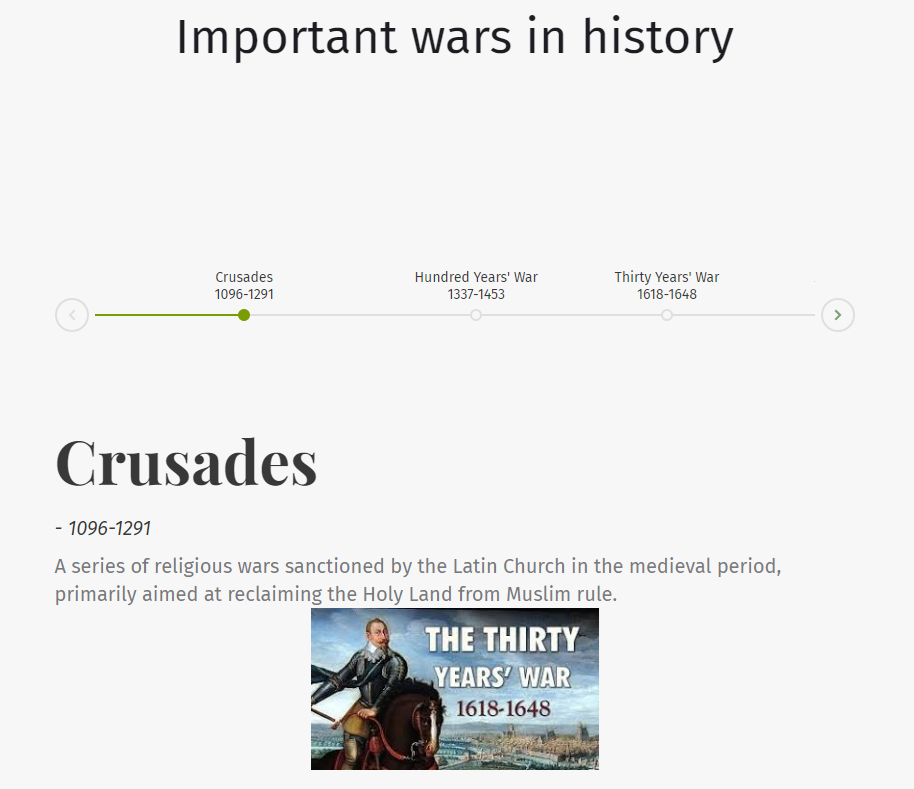 Important wars in history
Crusades
1096-1291
Hundred Years' War
1337-1453
Thirty Years' War
1618-1648
Crusades
- 1096-1291
A series of religious wars sanctioned by the Latin Church in the medieval period,
primarily aimed at reclaiming the Holy Land from Muslim rule.
THE THIRTY
YEARS' WAR
1618-1648